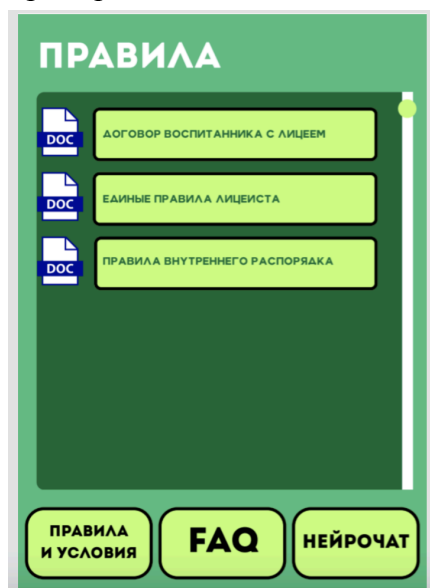 ПРАВИЛА
DOC
ДОГОВОР ВОСПИТАННИКА С ЛИЦЕЕМ
DOC
ЕДИНЫЕ ПРАВИЛА ЛИЦЕИСТА
DOC
ПРАВИЛА ВНУТРЕННЕГО РАСПОРЯДКА
ПРАВИЛА
И УСЛОВИЯ
FAQ
НЕЙРОЧАТ